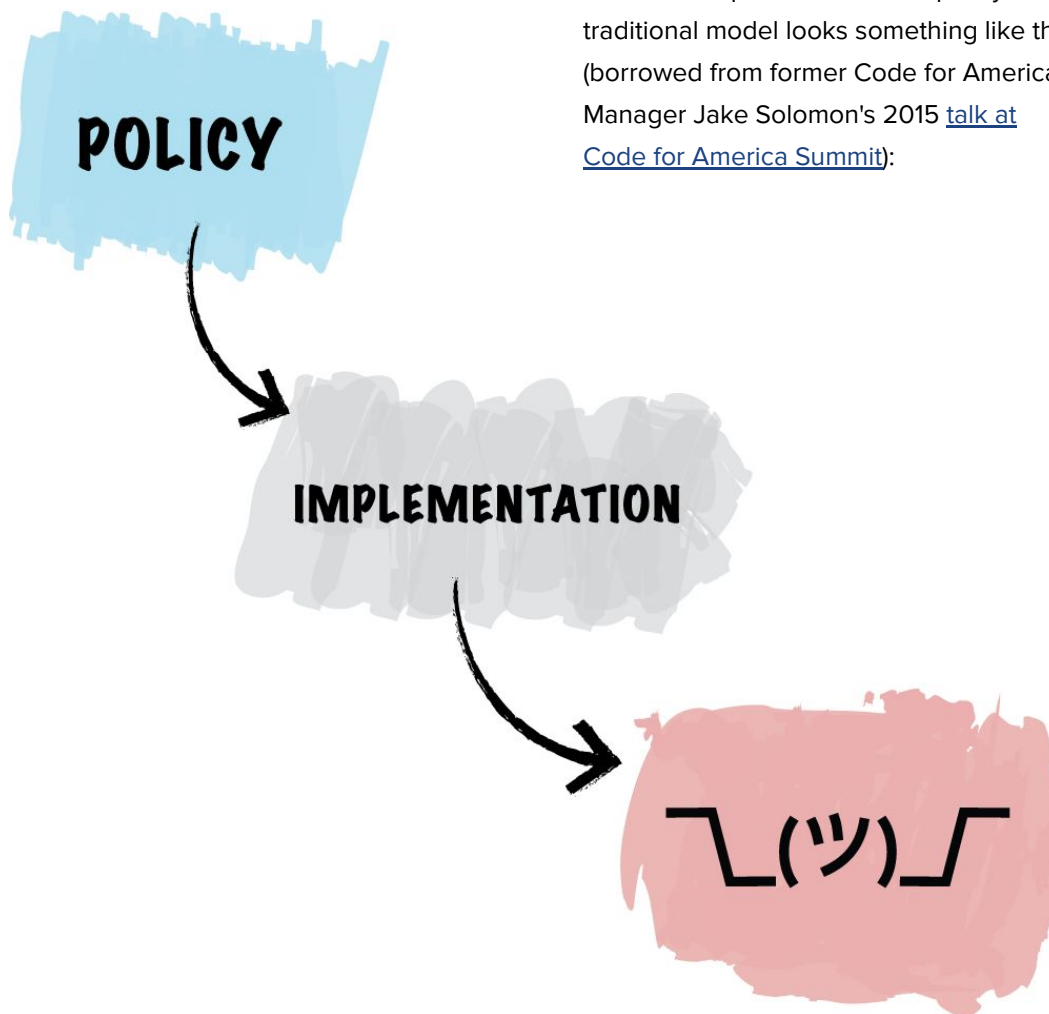 traditional model looks something like
(borrowed from former Code for America
Manager Jake Solomon's 2015 talk at
Code for America Summit):
POLICY
IMPLEMENTATION
¯\_(ツ)_/¯